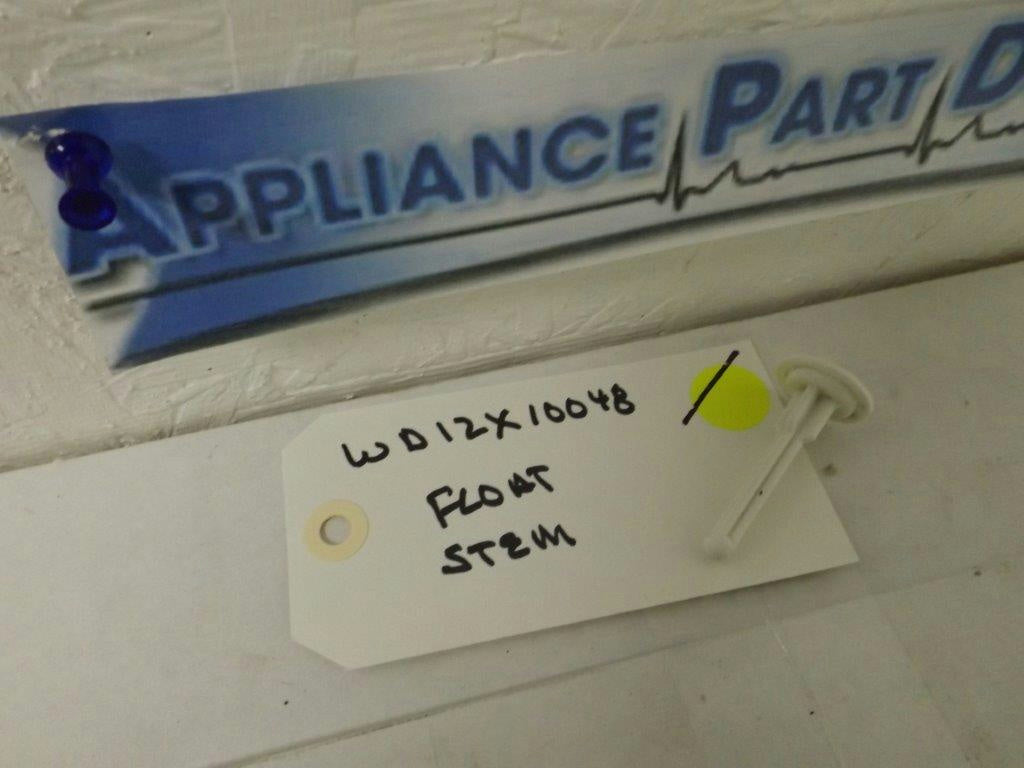 APPLIANCE PART D
WD12X10048
FLOAT
STEM